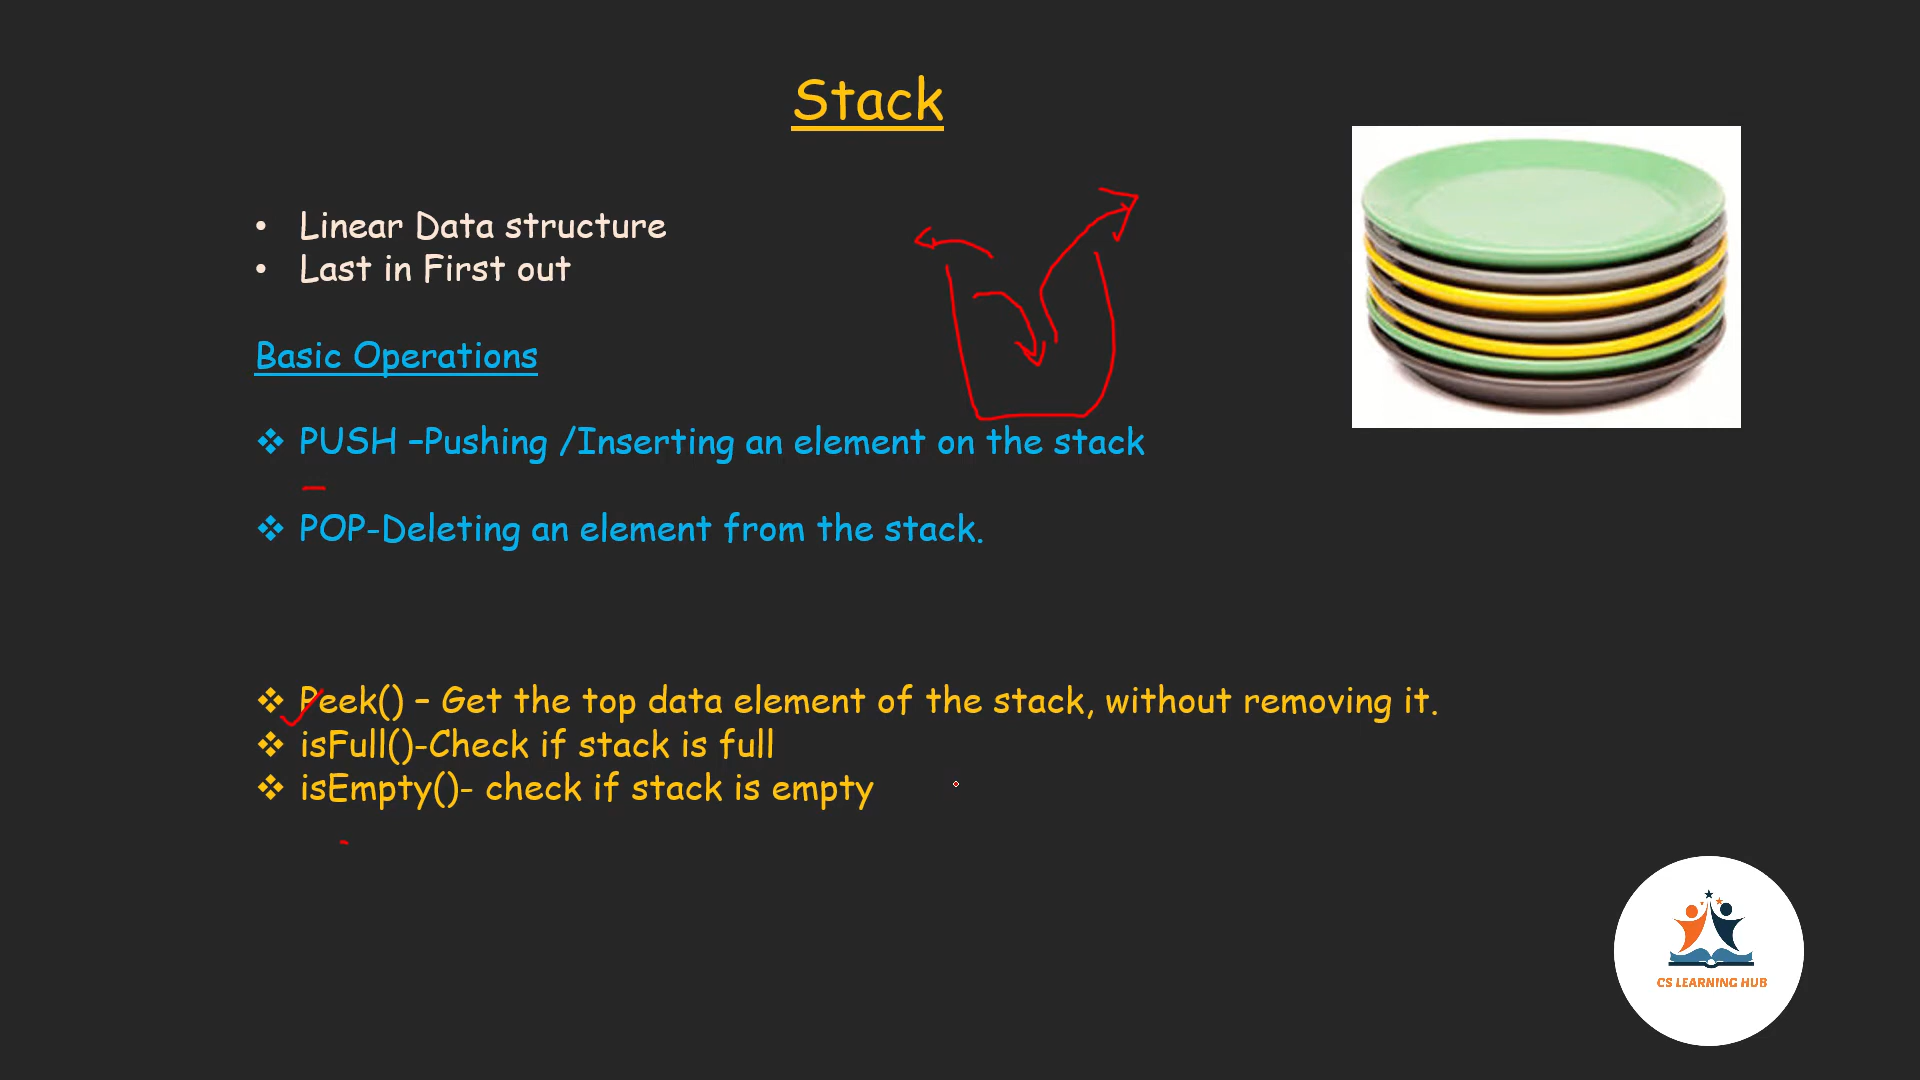 Stack
• Linear Data structure
• Last in First out
Basic Operations
❖ PUSH –Pushing /Inserting an element on the stack
❖ POP-Deleting an element from the stack.
❖ Peek() – Get the top data element of the stack, without removing it.
❖ isFull()-Check if stack is full
❖ isEmpty()- check if stack is empty
CS LEARNING HUB